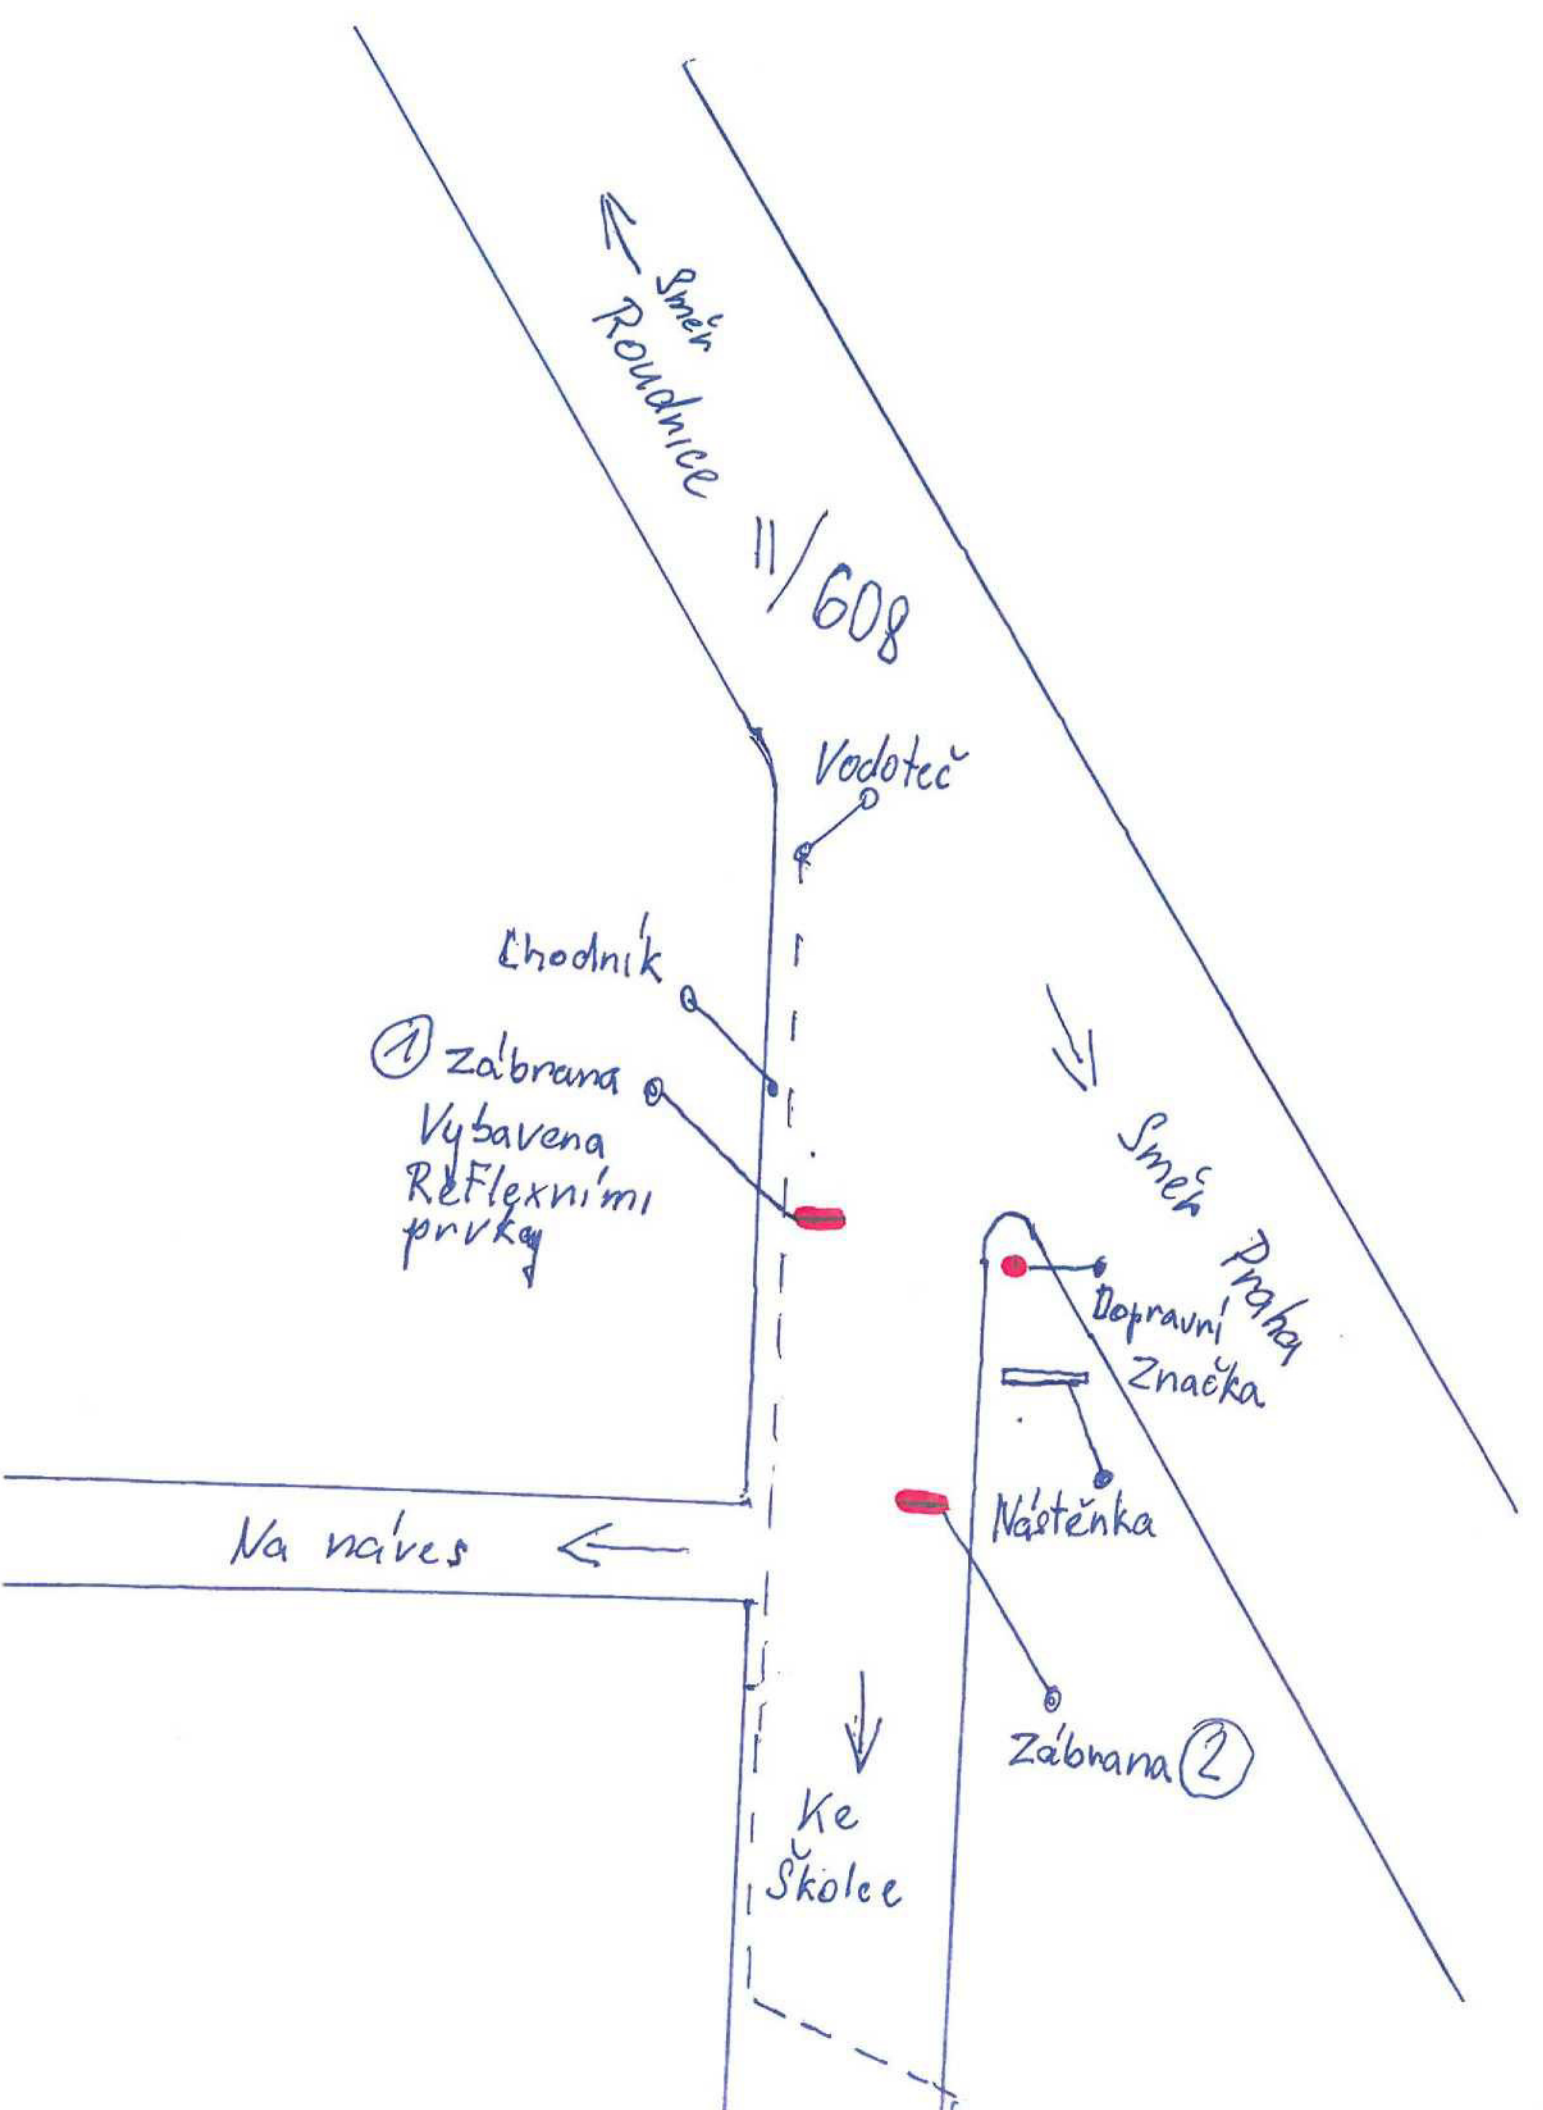 Směr
Roudnice
II/608
Vodoteč
Chodník
① Zábrana
Vybavena
Reflexními
prvky
Směr Praha
Dopravní
Značka
Nástěnka
Na náves
Zábrana ②
Ke
Školce